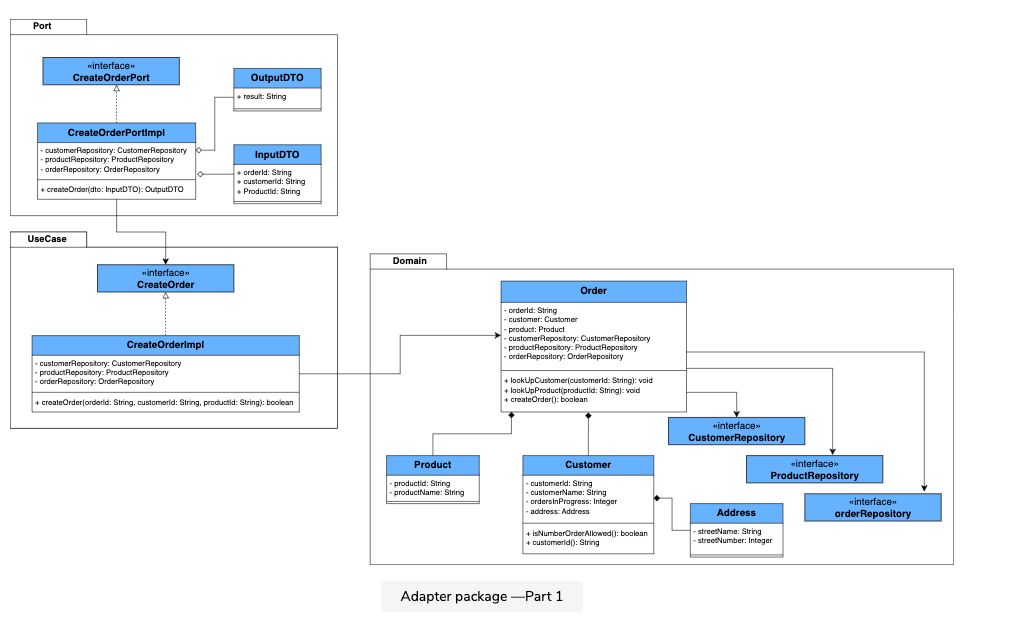 Port
«interface»
CreateOrderPort
OutputDTO
+ result: String
CreateOrderPortImpl
- customerRepository: CustomerRepository
- productRepository: ProductRepository
- orderRepository: OrderRepository
+ createOrder(dto: InputDTO): OutputDTO
InputDTO
+ orderId: String
+ customerId: String
+ ProductId: String
UseCase
«interface»
CreateOrder
CreateOrderImpl
- customerRepository: CustomerRepository
- productRepository: ProductRepository
- orderRepository: OrderRepository
+ createOrder(orderId: String, customerId: String, productId: String): boolean
Domain
Order
- orderId: String
- customer: Customer
- product: Product
- customerRepository: CustomerRepository
- productRepository: ProductRepository
- orderRepository: OrderRepository
+ lookUpCustomer(customerId: String): void
+ lookUpProduct(productId: String): void
+ createOrder(): boolean
«interface»
CustomerRepository
«interface»
ProductRepository
«interface»
orderRepository
Product
- productId: String
- productName: String
Customer
- customerId: String
- customerName: String
- ordersInProgress: Integer
- address: Address
+ isNumberOrderAllowed(): boolean
+ customerId(): String
Address
- streetName: String
- streetNumber: Integer
Adapter package —Part 1